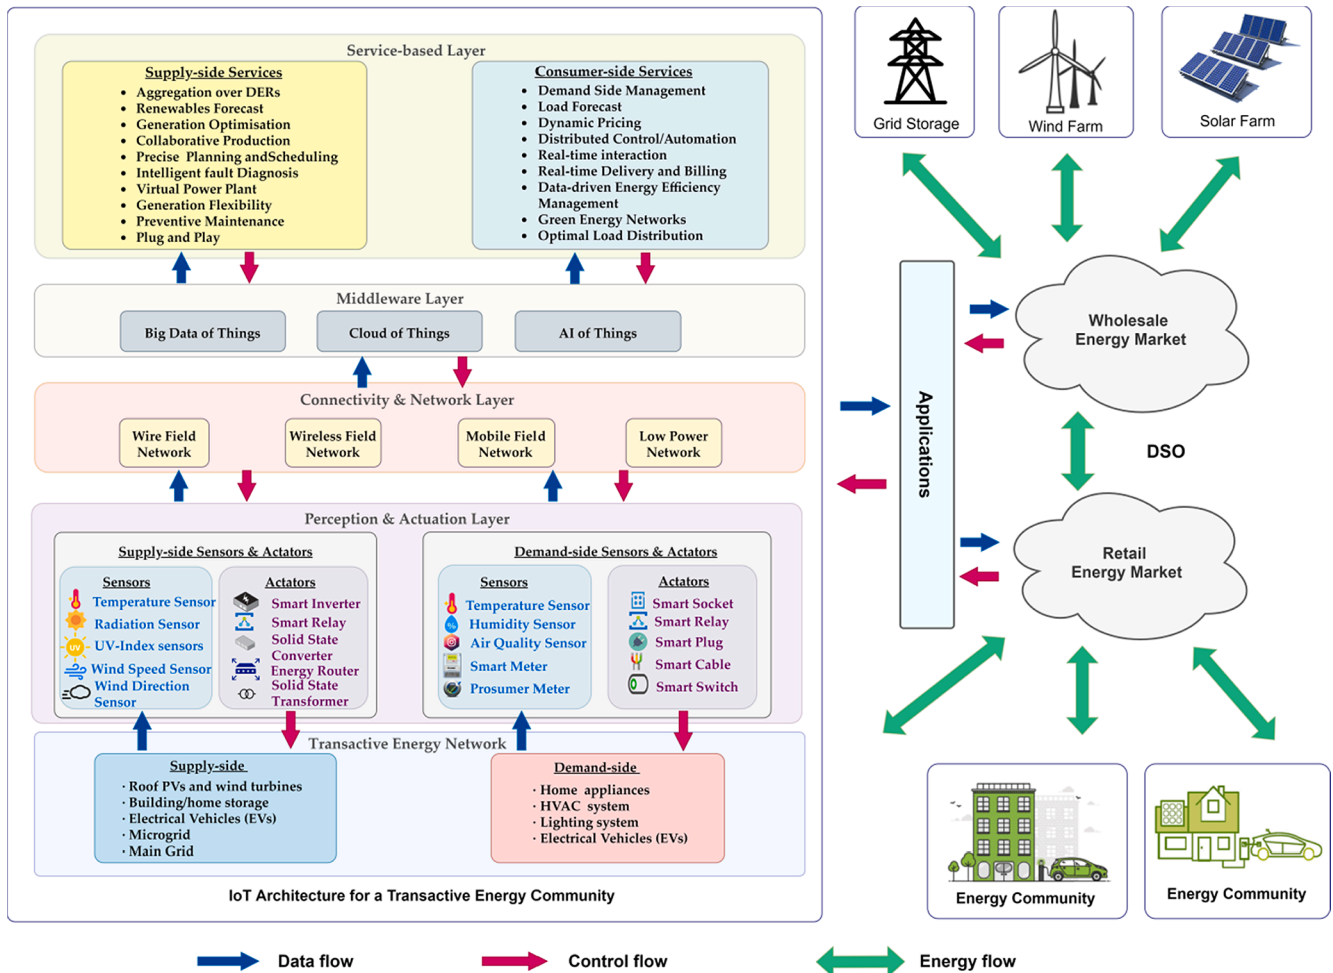 Service-based Layer
Supply-side Services
• Aggregation over DERs
• Renewables Forecast
• Generation Optimisation
• Collaborative Production
• Precise Planning andScheduling
• Intelligent fault Diagnosis
• Virtual Power Plant
• Generation Flexibility
• Preventive Maintenance
• Plug and Play
Consumer-side Services
• Demand Side Management
• Load Forecast
• Dynamic Pricing
• Distributed Control/Automation
• Real-time interaction
• Real-time Delivery and Billing
• Data-driven Energy Efficiency
Management
• Green Energy Networks
• Optimal Load Distribution
Middleware Layer
Big Data of Things
Cloud of Things
AI of Things
Connectivity & Network Layer
Wire Field
Network
Wireless Field
Network
Mobile Field
Network
Low Power
Network
Perception & Actuation Layer
Supply-side Sensors & Actators
Sensors
Temperature Sensor
Radiation Sensor
UV
UV-Index sensors
Wind Speed Sensor
Wind Direction
Sensor
Actators
Smart Inverter
Smart Relay
Solid State
Converter
Energy Router
Solid State
Transformer
Demand-side Sensors & Actators
Sensors
Temperature Sensor
Humidity Sensor
Air Quality Sensor
Smart Meter
Prosumer Meter
Actators
Smart Socket
Smart Relay
Smart Plug
Smart Cable
Smart Switch
Transactive Energy Network
Supply-side
· Roof PVs and wind turbines
· Building/home storage
· Electrical Vehicles (EVs)
· Microgrid
· Main Grid
Demand-side
· Home appliances
· HVAC system
· Lighting system
· Electrical Vehicles (EVs)
IoT Architecture for a Transactive Energy Community
Grid Storage
Wind Farm
Solar Farm
Applications
Wholesale
Energy Market
DSO
Retail
Energy Market
Energy Community
Energy Community
Data flow
Control flow
Energy flow